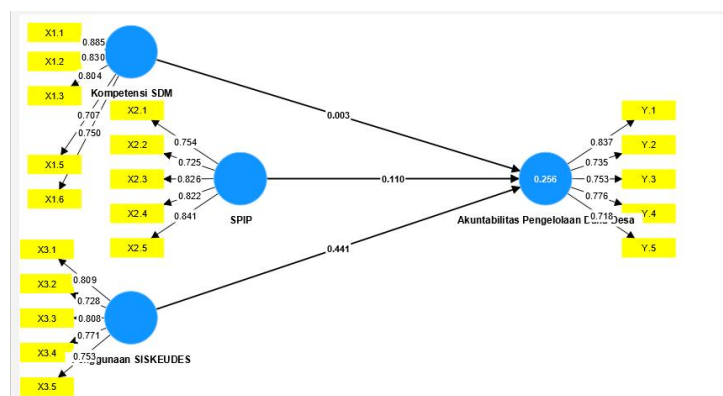 X1.1
0.885
X1.2
0.830
0.804
X1.3
Kompetensi SDM
0.707
0.750
X1.5
X1.6
X2.1
0.754
X2.2
0.725
X2.3
0.826
X2.4
0.822
X2.5
0.841
SPIP
X3.1
0.809
X3.2
0.728
X3.3
0.808
X3.4
0.771
0.753
X3.5
SISKEUDES
0.003
0.110
0.441
0.256
Akuntabilitas Pengelolaan Desa
Y.1
0.837
Y.2
0.735
Y.3
0.753
Y.4
0.776
Y.5
0.718